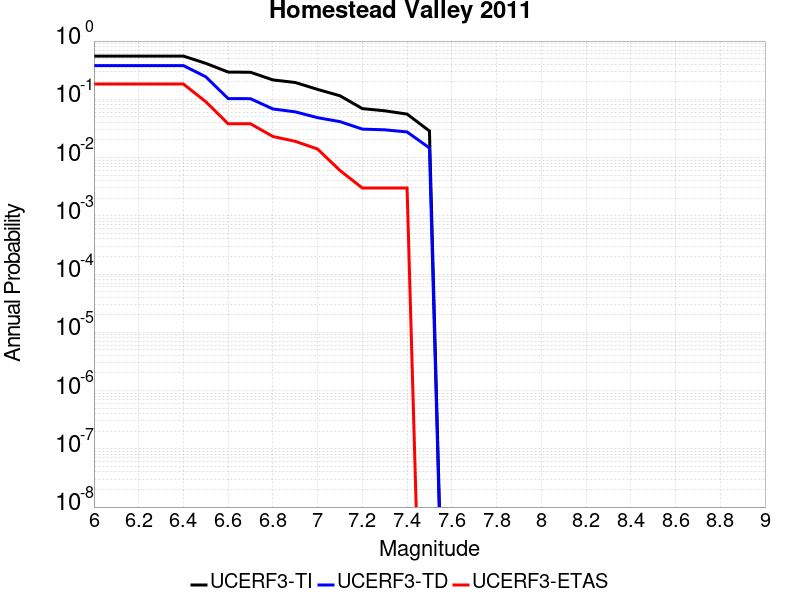 Homestead Valley 2011
10^0
10^-1
10^-2
10^-3
10^-4
10^-5
10^-6
10^-7
10^-8
Annual Probability
6 6.2 6.4 6.6 6.8 7 7.2 7.4 7.6 7.8 8 8.2 8.4 8.6 8.8 9
Magnitude
UCERF3-TI UCERF3-TD UCERF3-ETAS